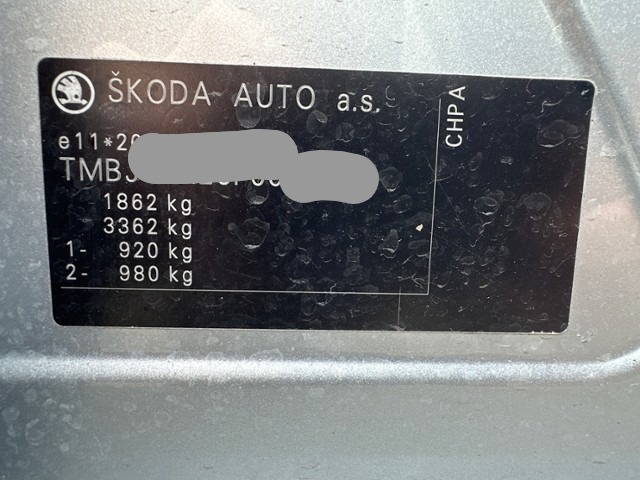 ŠKODA AUTO a.s.
e11*20
TMBJ
1862 kg
3362 kg
1- 920 kg
2- 980 kg
CHPA